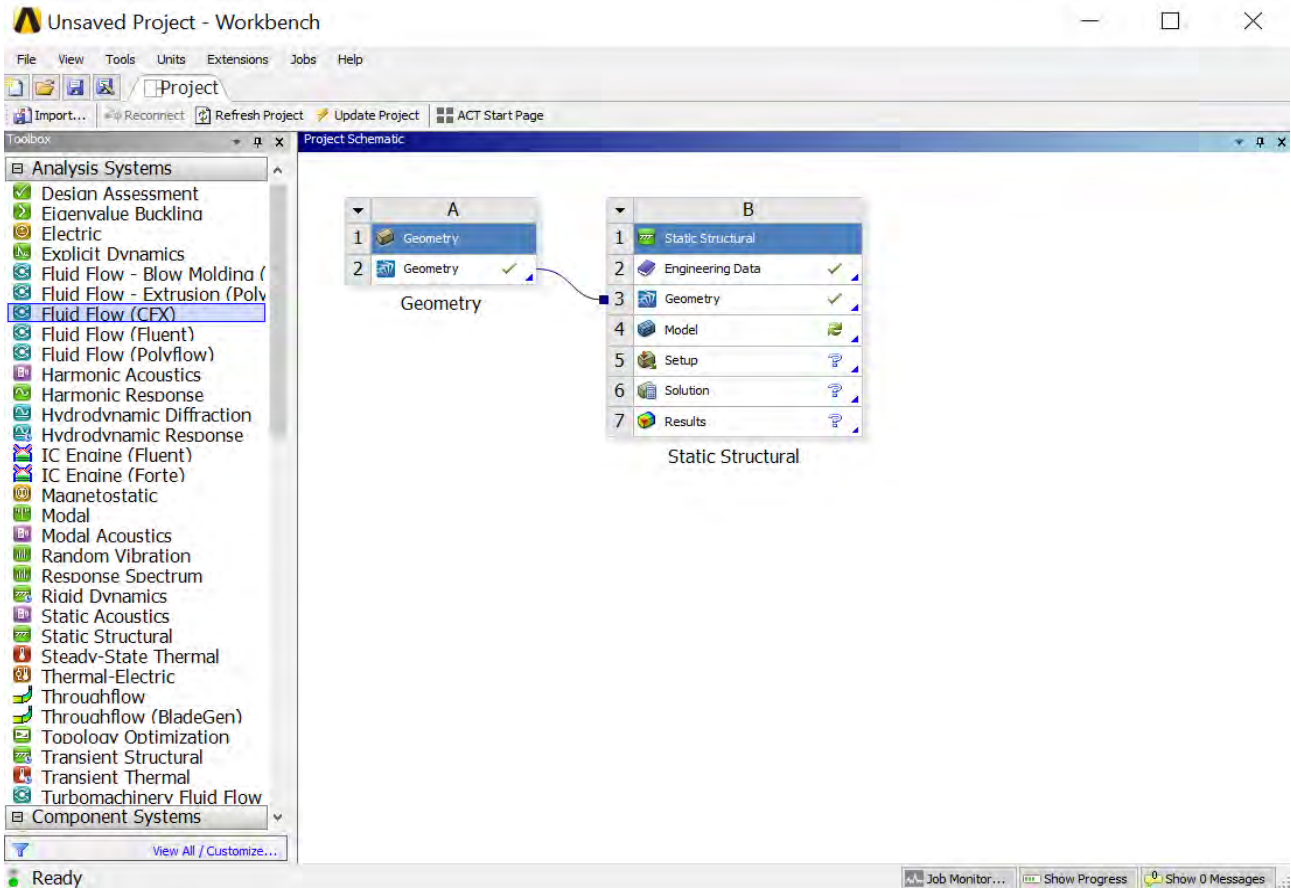 Unsaved Project - Workbench
File View Tools Units Extensions Jobs Help
Project
Import... Reconnect Refresh Project Update Project ACT Start Page
Toolbox
Project Schematic
Analysis Systems
Design Assessment
Eigenvalue Buckling
Electric
Explicit Dynamics
Fluid Flow - Blow Molding (
Fluid Flow - Extrusion (Poly
Fluid Flow (CFX)
Fluid Flow (Fluent)
Fluid Flow (Polyflow)
Harmonic Acoustics
Harmonic Response
Hydrodynamic Diffraction
Hydrodynamic Response
IC Engine (Fluent)
IC Engine (Forte)
Magnetostatic
Modal
Modal Acoustics
Random Vibration
Response Spectrum
Rigid Dynamics
Static Acoustics
Static Structural
Steady-State Thermal
Thermal-Electric
Throughflow
Throughflow (BladeGen)
Topology Optimization
Transient Structural
Transient Thermal
Turbomachinery Fluid Flow
Component Systems
View All / Customize...
A
1 Geometry
2 Geometry
Geometry
B
1 Static Structural
2 Engineering Data
3 Geometry
4 Model
5 Setup
6 Solution
7 Results
Static Structural
Ready
Job Monitor... Show Progress Show 0 Messages